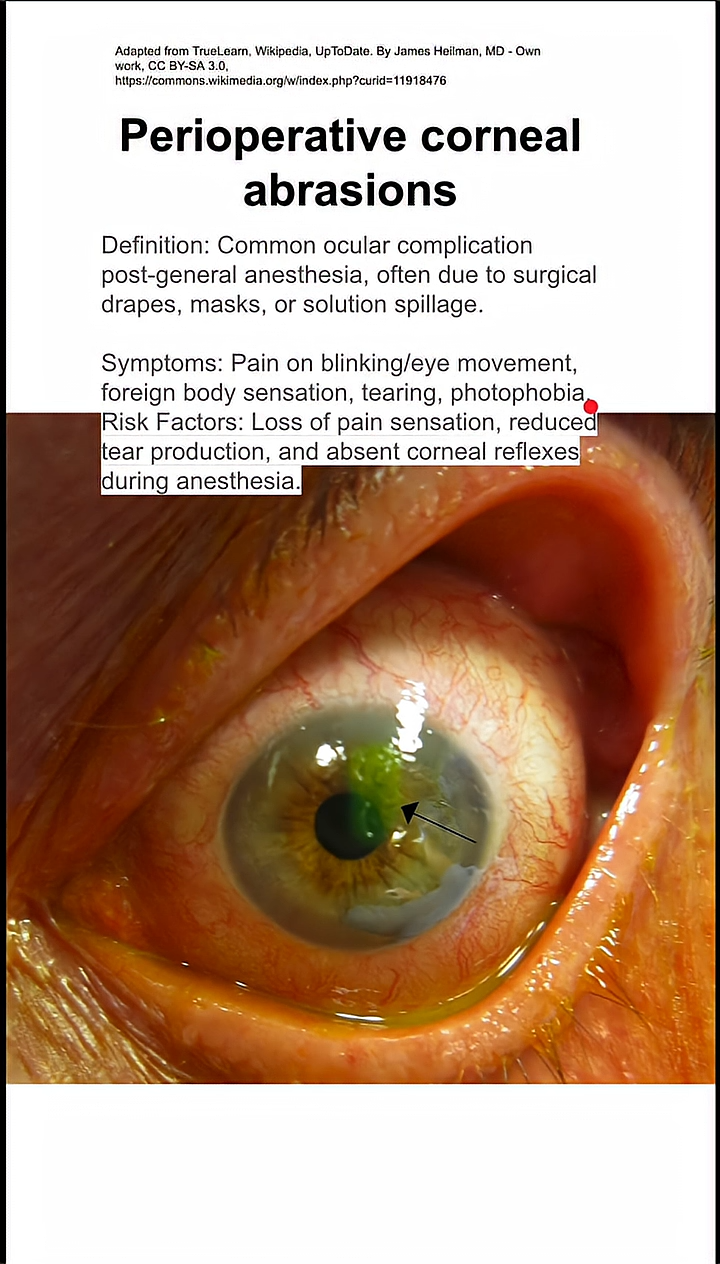 Adapted from TrueLearn, Wikipedia, UpToDate. By James Heilman, MD - Own
work, CC BY-SA 3.0,
https://commons.wikimedia.org/w/index.php?curid=11918476
Perioperative corneal
abrasions
Definition: Common ocular complication
post-general anesthesia, often due to surgical
drapes, masks, or solution spillage.
Symptoms: Pain on blinking/eye movement,
foreign body sensation, tearing, photophobia.
Risk Factors: Loss of pain sensation, reduced
tear production, and absent corneal reflexes
during anesthesia.